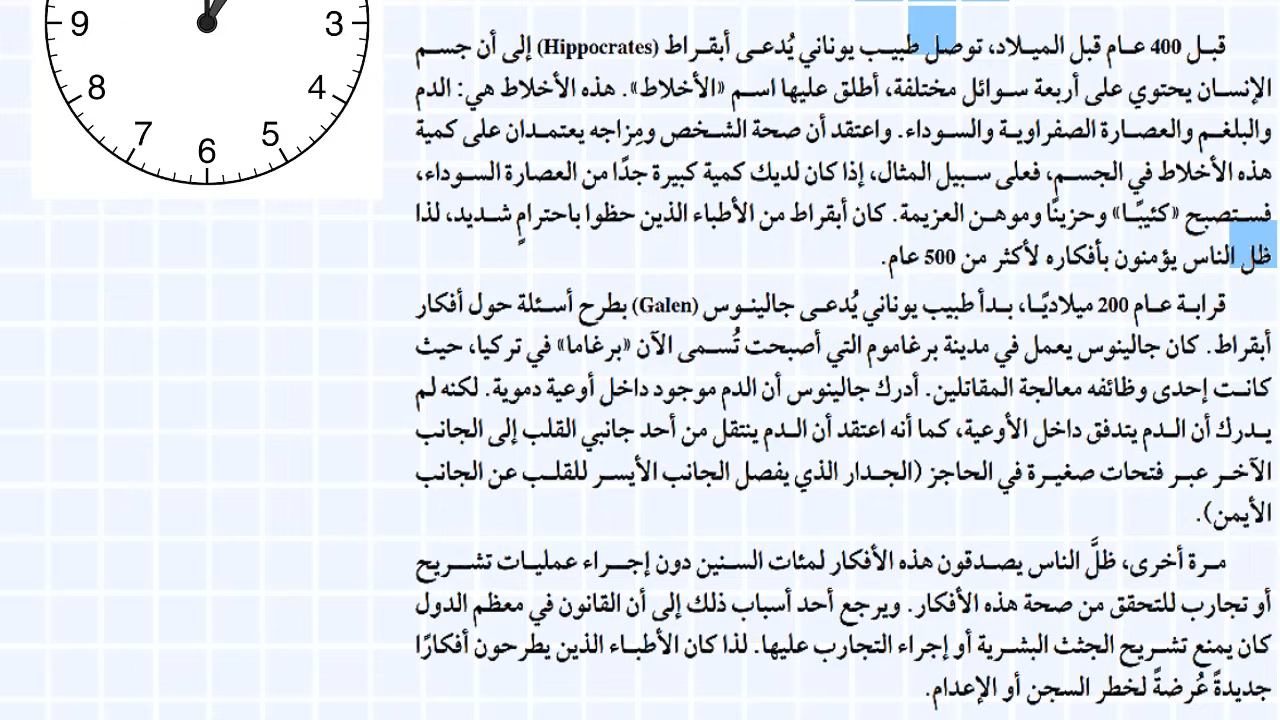 9
3
8
4
7
5
6
قبل 400 عام قبل الميلاد، توصل طبيب يوناني يُدعى أبقراط (Hippocrates) إلى أن جسم
الإنسان يحتوي على أربعة سوائل مختلفة، أطلق عليها اسم «الأخلاط». هذه الأخلاط هي: الدم
والبلغم والعصارة الصفراوية والسوداء. واعتقد أن صحة الشخص ومِزاجه يعتمدان على كمية
هذه الأخلاط في الجسم، فعلى سبيل المثال، إذا كان لديك كمية كبيرة جدًا من العصارة السوداء،
فستصبح «كئيبًا» وحزينًا وموهن العزيمة. كان أبقراط من الأطباء الذين حظوا باحترامٍ شديد، لذا
ظل الناس يؤمنون بأفكاره لأكثر من 500 عام.
قرابة عام 200 ميلاديًا، بدأ طبيب يوناني يُدعى جالينوس (Galen) بطرح أسئلة حول أفكار
أبقراط. كان جالينوس يعمل في مدينة برغاموم التي أصبحت تُسمى الآن «برغاما» في تركيا، حيث
كانت إحدى وظائفه معالجة المقاتلين. أدرك جالينوس أن الدم موجود داخل أوعية دموية. لكنه لم
يدرك أن الدم يتدفق داخل الأوعية، كما أنه اعتقد أن الدم ينتقل من أحد جانبي القلب إلى الجانب
الآخر عبر فتحات صغيرة في الحاجز (الجدار الذي يفصل الجانب الأيسر للقلب عن الجانب
الأيمن).
مرة أخرى، ظلَّ الناس يصدقون هذه الأفكار لمئات السنين دون إجراء عمليات تشريح
أو تجارب للتحقق من صحة هذه الأفكار. ويرجع أحد أسباب ذلك إلى أن القانون في معظم الدول
كان يمنع تشريح الجثث البشرية أو إجراء التجارب عليها. لذا كان الأطباء الذين يطرحون أفكارًا
جديدةً عُرضةً لخطر السجن أو الإعدام.